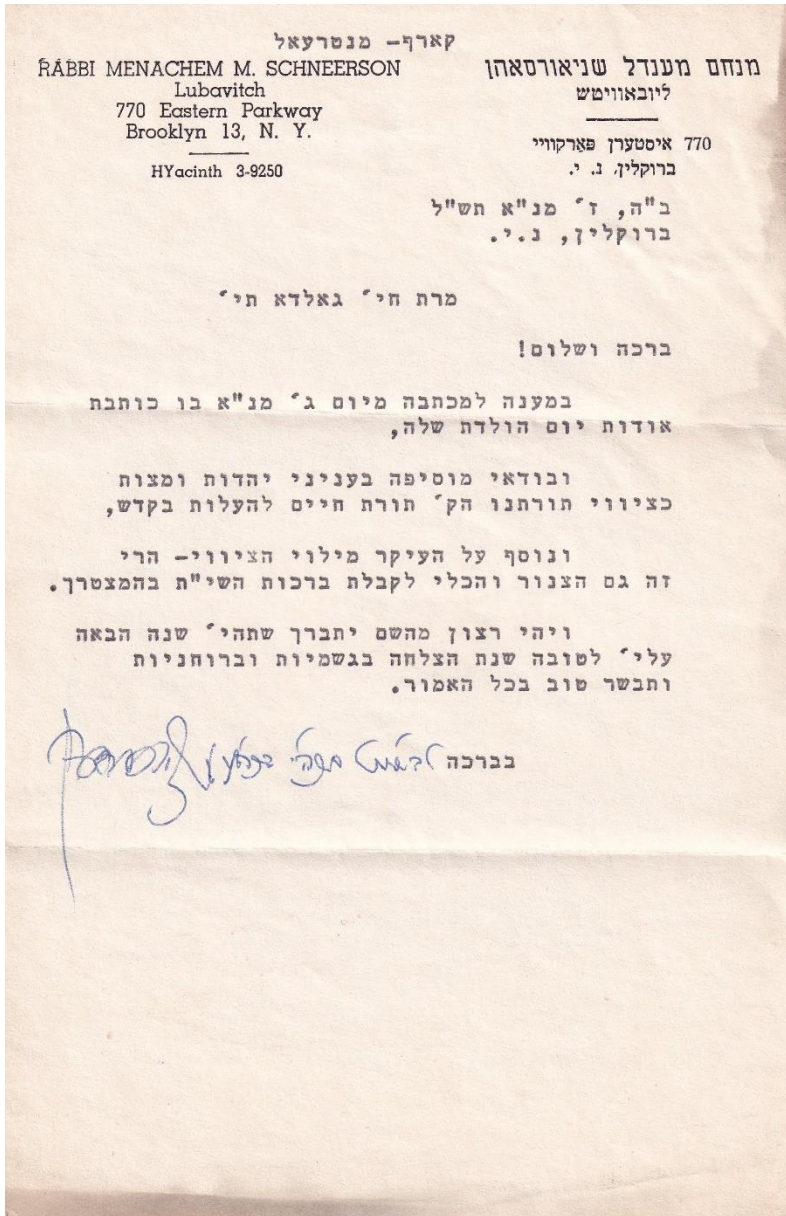 קארף- מנטרעאל
RABBI MENACHEM M. SCHNEERSON
Lubavitch
770 Eastern Parkway
Brooklyn 13, N. Y.
HYacinth 3-9250
מנחם מענדל שניאורסאהן
ליובאוויטש
770 איסטערן פּאַרקוויי
ברוקלין, נ. י.
ב"ה, ז' מנ"א תש"ל
ברוקלין, נ.י.
מרת חי' גאלדא תי'
ברכה ושלום!
במענה למכתבה מיום ג' מנ"א בו כותבת
אודות יום הולדת שלה,
ובודאי מוסיפה בעניני יהדות ומצות
כציווי תורתנו הק' תורת חיים להעלות בקדש,
ונוסף על העיקר מילוי הציווי- הרי
זה גם הצנור והכלי לקבלת ברכות השי"ת בהמצטרך.
ויהי רצון מהשם יתברך שתהי' שנה הבאה
עלי' לטובה שנת הצלחה בגשמיות וברוחניות
ותבשר טוב בכל האמור.
בברכה